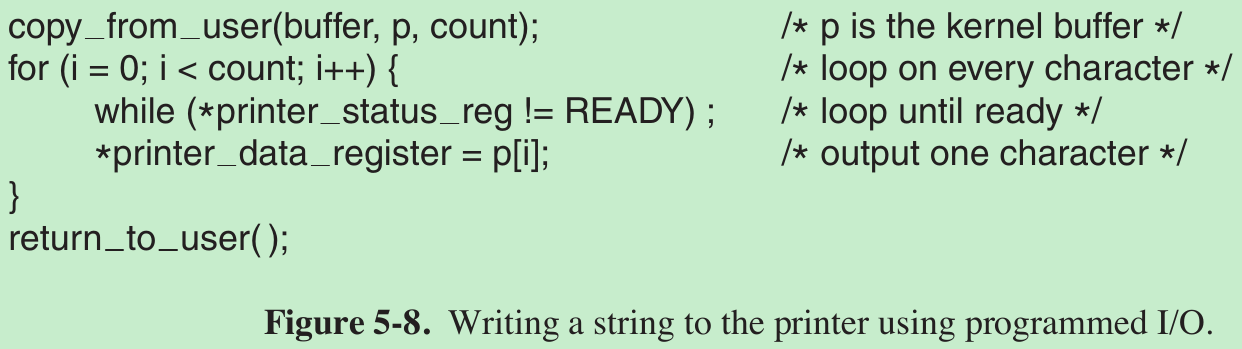 copy_from_user(buffer, p, count); /* p is the kernel buffer */
for (i = 0; i < count; i++) { /* loop on every character */
while (*printer_status_reg != READY) ; /* loop until ready */
*printer_data_register = p[i]; /* output one character */
}
return_to_user( );
Figure 5-8. Writing a string to the printer using programmed I/O.